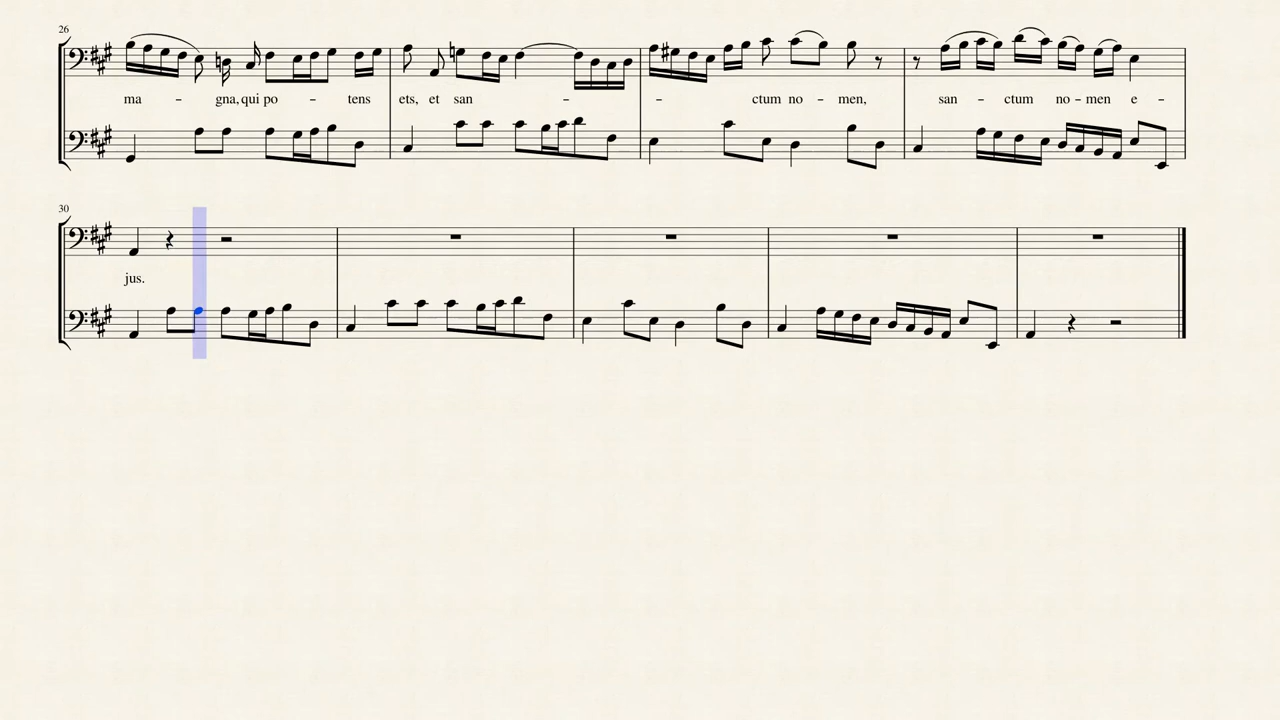 26
ma - gna, qui po - tens ets, et san - - ctum no - men, san - ctum no - men e -
30
jus.